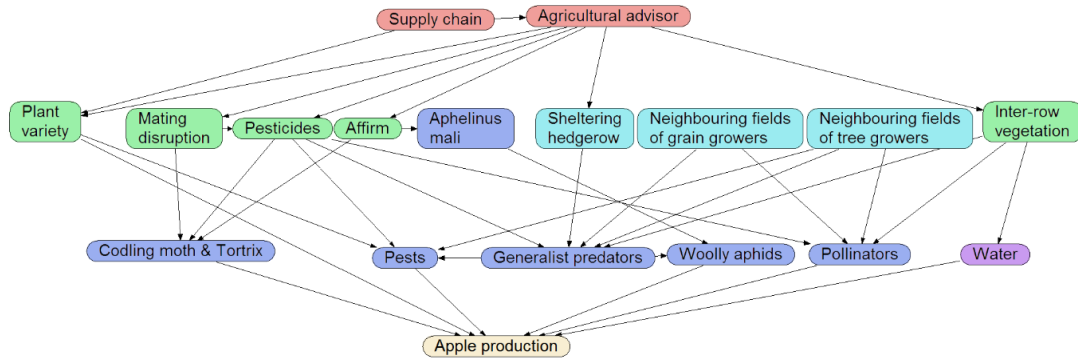 Supply chain
Agricultural advisor
Plant
variety
Mating
disruption
Pesticides
Affirm
Aphelinus
mali
Sheltering
hedgerow
Neighbouring fields
of grain growers
Neighbouring fields
of tree growers
Inter-row
vegetation
Codling moth & Tortrix
Pests
Generalist predators
Woolly aphids
Pollinators
Water
Apple production